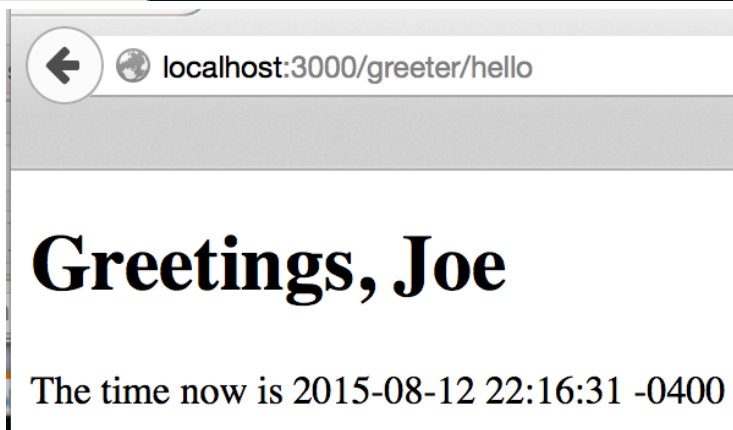 localhost:3000/greeter/hello
Greetings, Joe
The time now is 2015-08-12 22:16:31 -0400